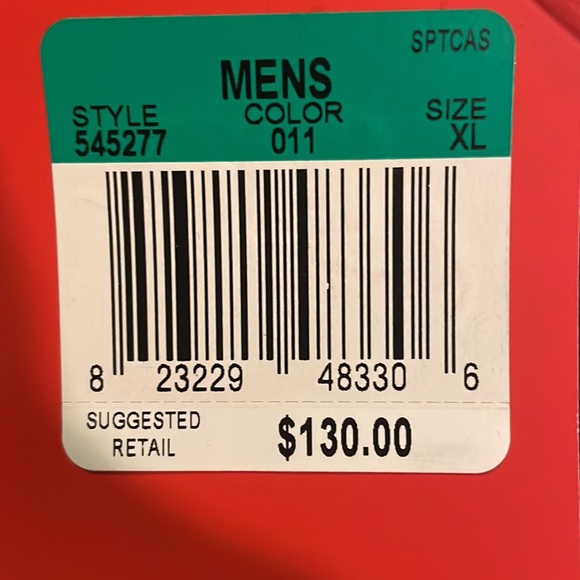 SPTCAS
MENS
STYLE COLOR SIZE
545277 011 XL
8 23229 48330 6
SUGGESTED
RETAIL $130.00